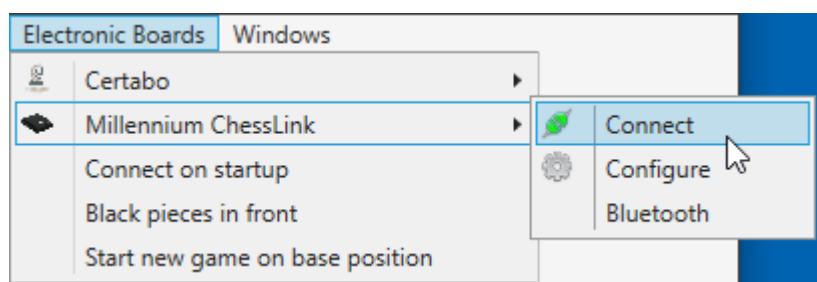 Electronic Boards Windows
Certabo
Millennium ChessLink
Connect
Connect on startup
Configure
Black pieces in front
Bluetooth
Start new game on base position